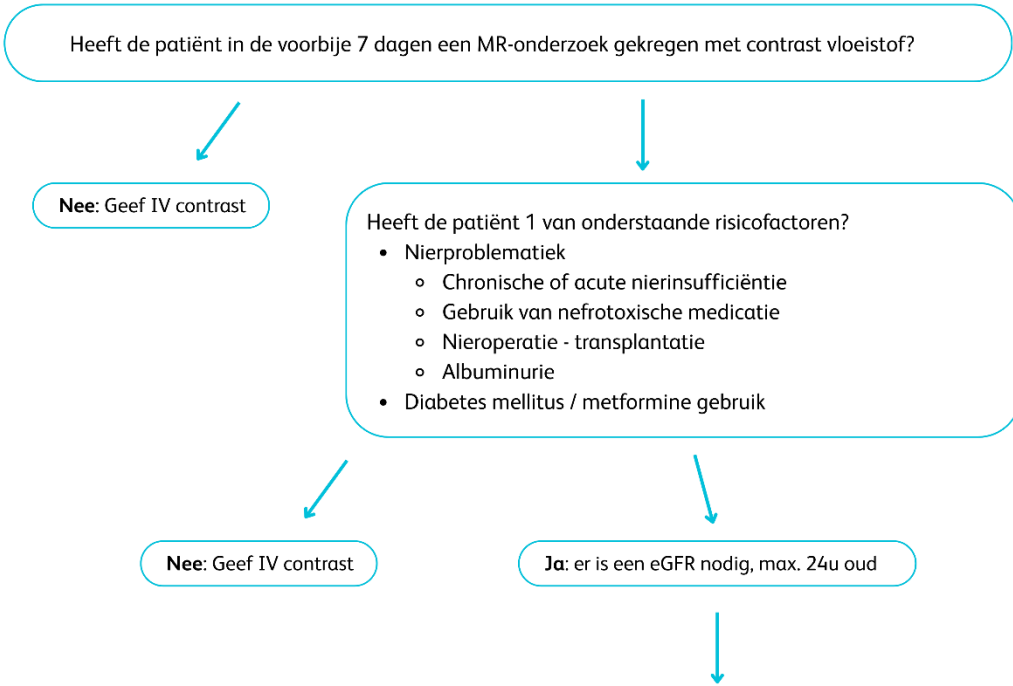 Heeft de patiënt in de voorbije 7 dagen een MR-onderzoek gekregen met contrast vloeistof?
Nee: Geef IV contrast
Heeft de patiënt 1 van onderstaande risicofactoren?
• Nierproblematiek
○ Chronische of acute nierinsufficiëntie
○ Gebruik van nefrotoxische medicatie
○ Nieroperatie - transplantatie
○ Albuminurie
• Diabetes mellitus / metformine gebruik
Nee: Geef IV contrast
Ja: er is een eGFR nodig, max. 24u oud